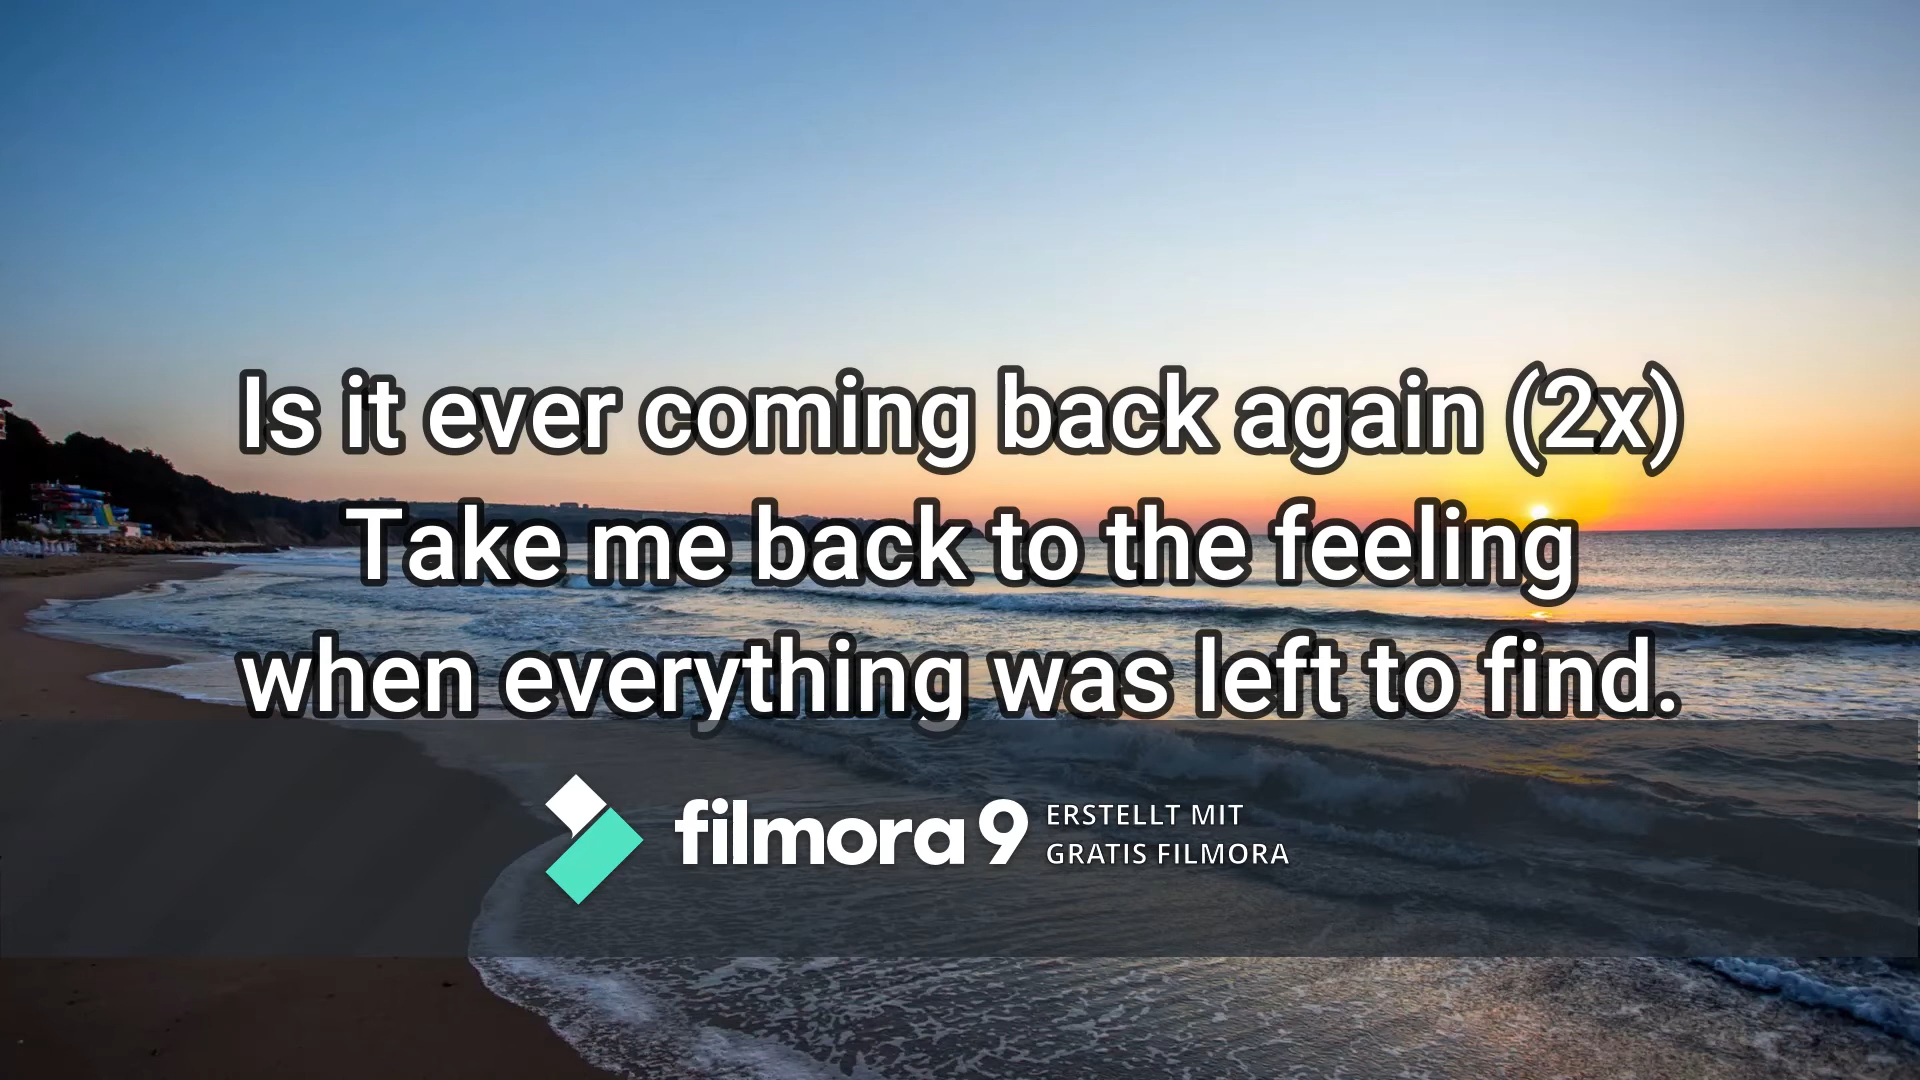 Is it ever coming back again (2x)
Take me back to the feeling
when everything was left to find.
filmora 9 ERSTELLT MIT
GRATIS FILMORA